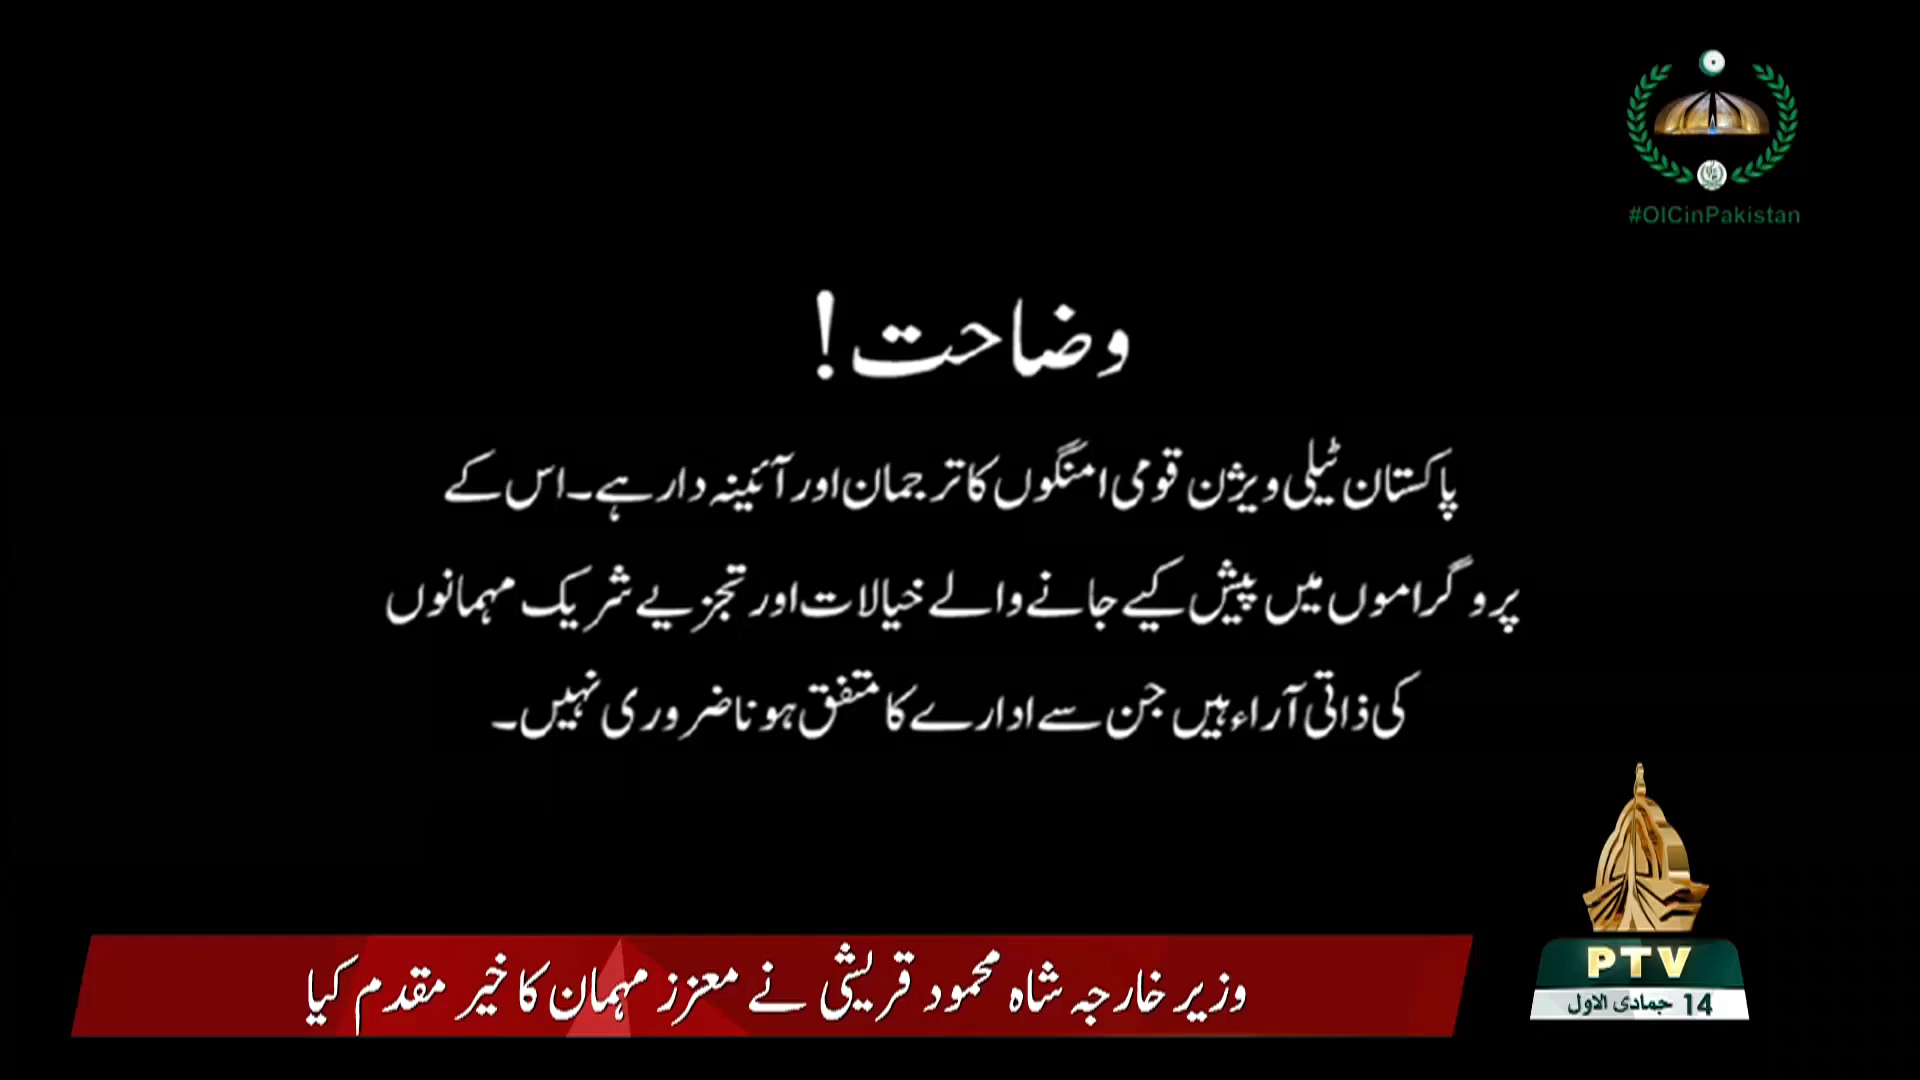 #OICinPakistan
وضاحت!
پاکستان ٹیلی ویژن قومی امنگوں کا ترجمان اور آئینہ دار ہے۔ اس کے
پروگراموں میں پیش کیے جانے والے خیالات اور تجزیے شریک مہمانوں
کی ذاتی آراء ہیں جن سے ادارے کا متفق ہونا ضروری نہیں۔
وزیر خارجہ شاہ محمود قریشی نے معزز مہمان کا خیر مقدم کیا
PTV
14 جمادی الاول